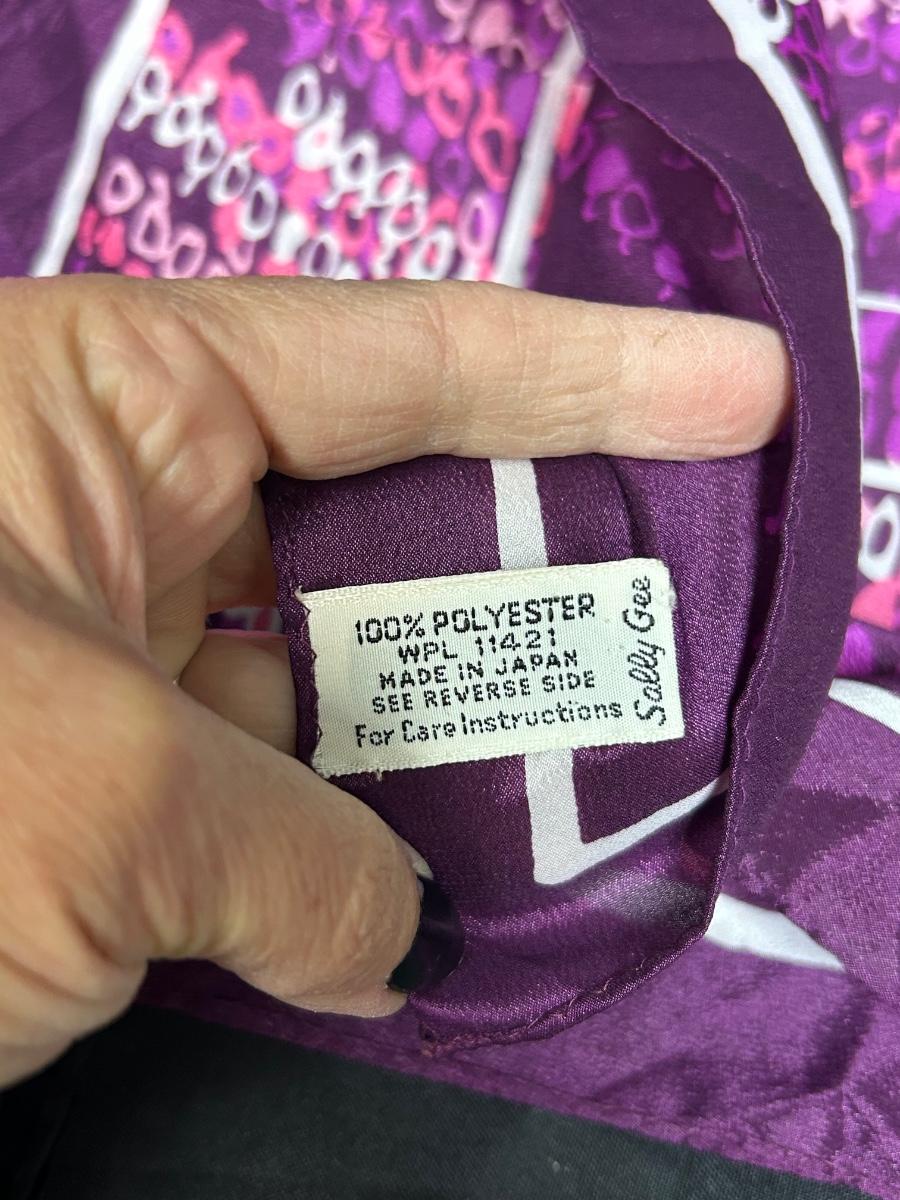 100% POLYESTER
WPL 11421
MADE IN JAPAN
SEE REVERSE SIDE
For Care Instructions
Sally Gee